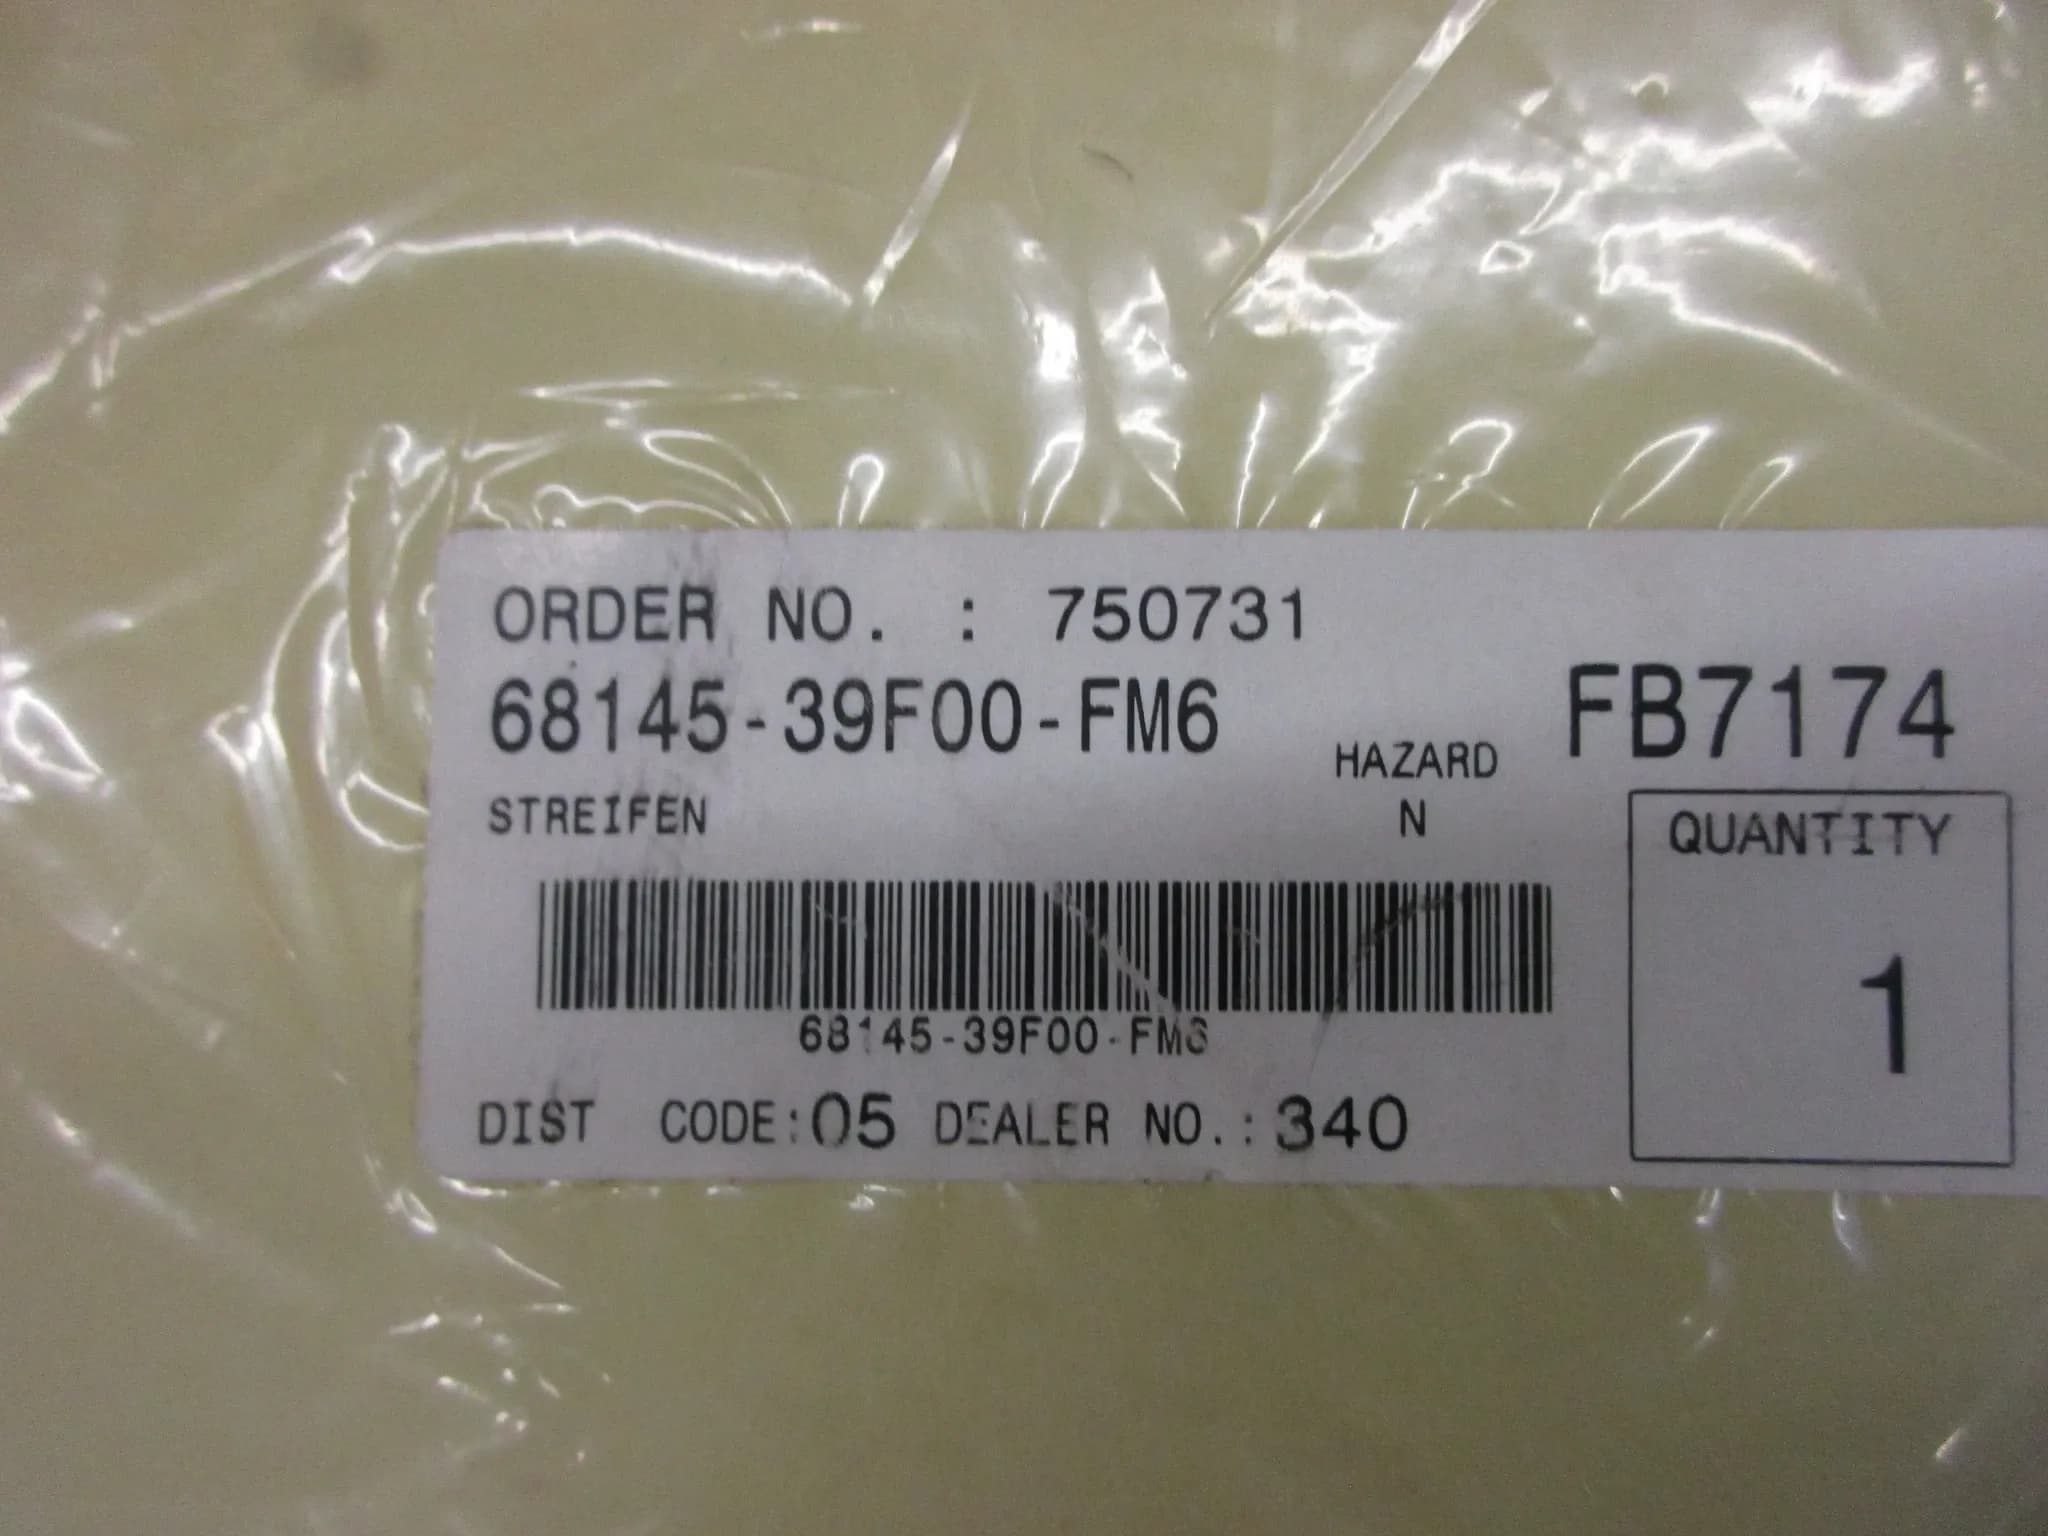 ORDER NO. : 750731
68145-39F00-FM6
HAZARD
FB7174
STREIFEN
N
QUANTITY
1
68145-39F00-FM6
DIST CODE:05 DEALER NO.:340